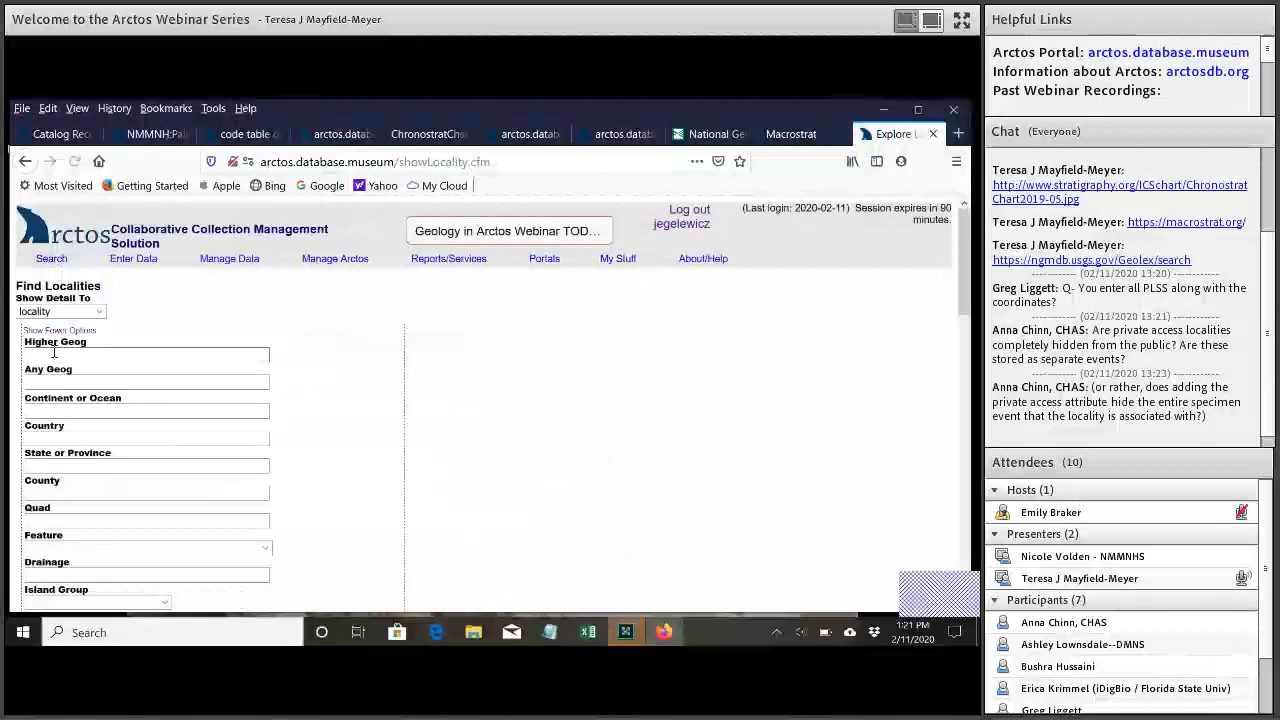 Welcome to the Arctos Webinar Series - Teresa J Mayfield-Meyer
File Edit View History Bookmarks Tools Help
Catalog Rec NMMNH:Pa code table c arctos.datab ChronostratCha arctos.datab arctos.datab National Ge Macrostrat Explore L
arctos.database.museum/showLocality.cfm
Most Visited Getting Started Apple Bing Google Yahoo My Cloud
Arctos Collaborative Collection Management
Solution
Geology in Arctos Webinar TOD...
Log out
jegelewicz
(Last login: 2020-02-11) Session expires in 90
minutes.
Search Enter Data Manage Data Manage Arctos Reports/Services Portals My Stuff About/Help
Find Localities
Show Detail To
locality
Show Fewer Options
Higher Geog
Any Geog
Continent or Ocean
Country
State or Province
County
Quad
Feature
Drainage
Island Group
Search
1:21 PM
2/11/2020
Helpful Links
Arctos Portal: arctos.database.museum
Information about Arctos: arctosdb.org
Past Webinar Recordings:
Chat (Everyone)
Teresa J Mayfield-Meyer:
http://www.stratigraphy.org/ICSchart/Chronostrat
Chart2019-05.jpg
Teresa J Mayfield-Meyer: https://macrostrat.org/
Teresa J Mayfield-Meyer:
https://ngmdb.usgs.gov/Geolex/search
------------ (02/11/2020 13:20) ------------
Greg Liggett: Q- You enter all PLSS along with the
coordinates?
------------ (02/11/2020 13:21) ------------
Anna Chinn, CHAS: Are private access localities
completely hidden from the public? Are these
stored as separate events?
------------ (02/11/2020 13:23) ------------
Anna Chinn, CHAS: (or rather, does adding the
private access attribute hide the entire specimen
event that the locality is associated with?)
Attendees (10)
Hosts (1)
Emily Braker
Presenters (2)
Nicole Volden - NMMNHS
Teresa J Mayfield-Meyer
Participants (7)
Anna Chinn, CHAS
Ashley Lownsdale--DMNS
Bushra Hussaini
Erica Krimmel (iDigBio / Florida State Univ)
Greg Liggett